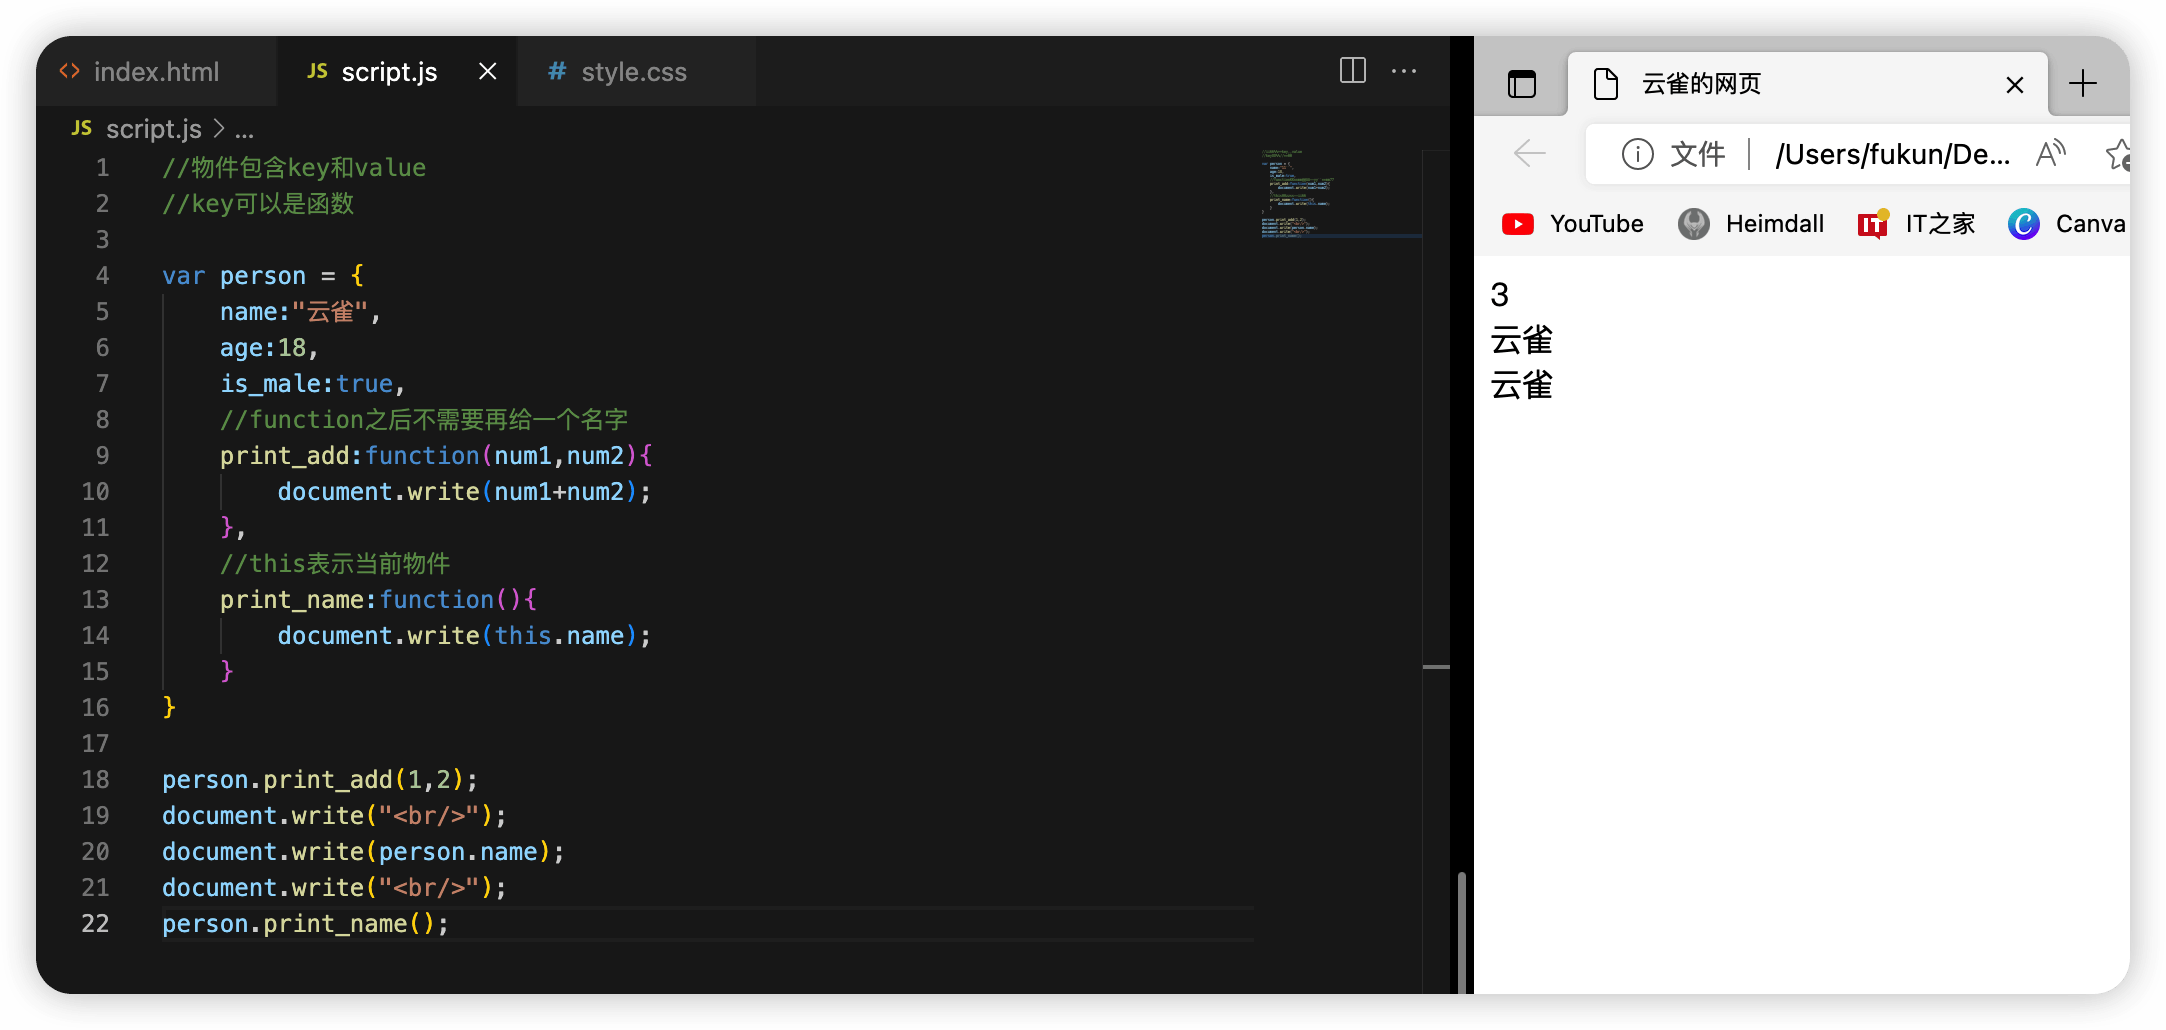 index.html
JS script.js
# style.css
JS script.js > ...
1 //物件包含key和value
2 //key可以是函数
3
4 var person = {
5 name:"云雀",
6 age:18,
7 is_male:true,
8 //function之后不需要再给一个名字
9 print_add:function(num1,num2){
10 document.write(num1+num2);
11 },
12 //this表示当前物件
13 print_name:function(){
14 document.write(this.name);
15 }
16 }
17
18 person.print_add(1,2);
19 document.write("<br/>");
20 document.write(person.name);
21 document.write("<br/>");
22 person.print_name();
云雀的网页
文件 /Users/fukun/De...
YouTube Heimdall IT之家 Canva
3
云雀
云雀